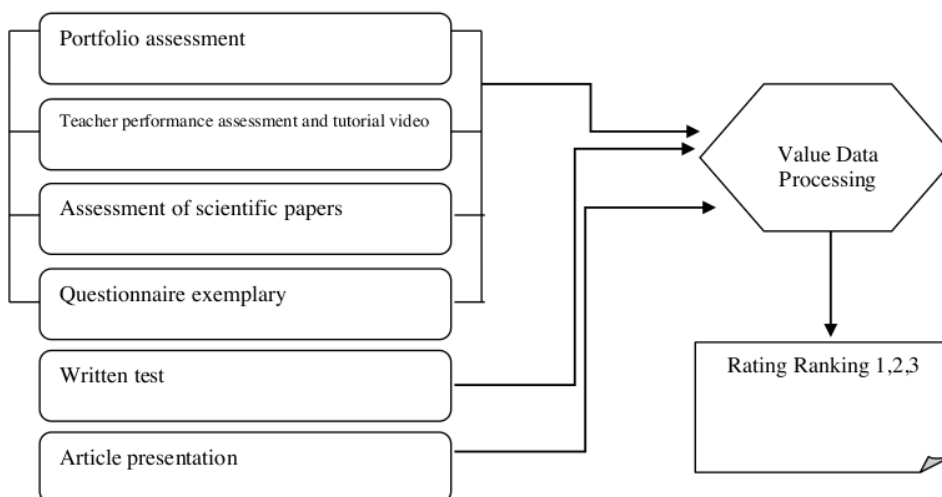 Portfolio assessment
Teacher performance assessment and tutorial video
Assessment of scientific papers
Questionnaire exemplary
Written test
Article presentation
Value Data
Processing
Rating Ranking 1,2,3